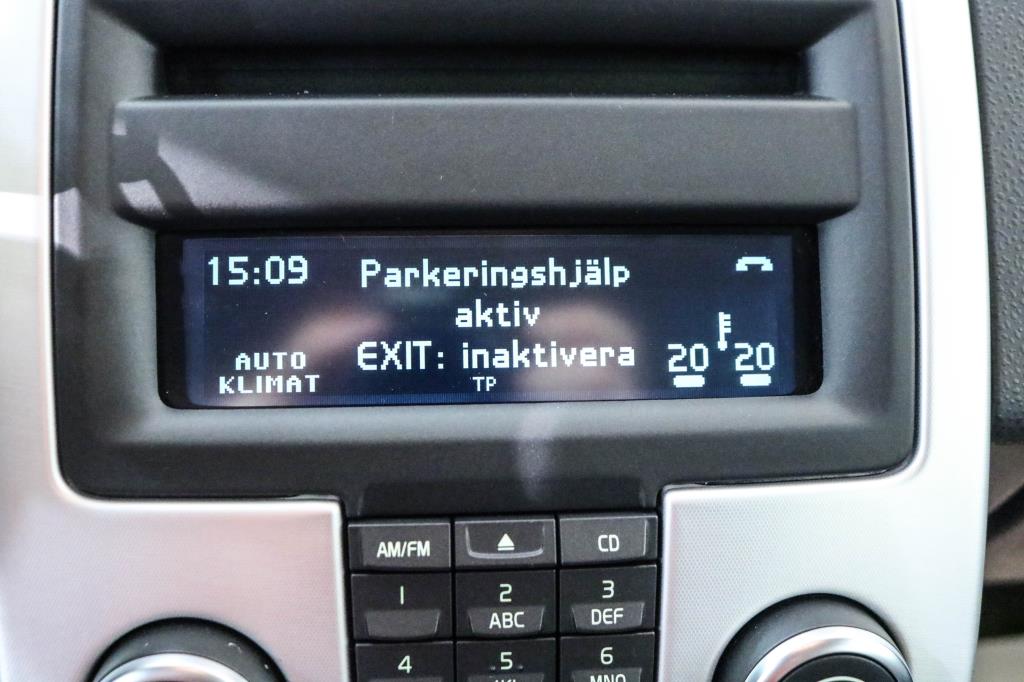 15:09
Parkeringshjälp
aktiv
EXIT: inaktivera
AUTO
KLIMAT
TP
20 20
AM/FM
CD
1
2
ABC
3
DEF
4
5
6
MNO